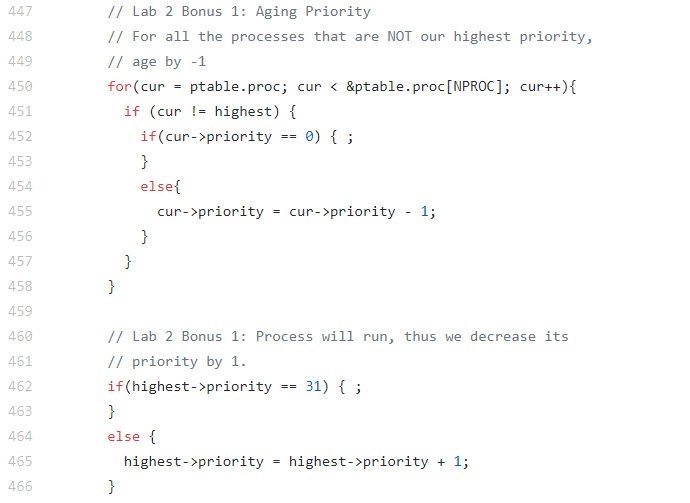 447 // Lab 2 Bonus 1: Aging Priority
448 // For all the processes that are NOT our highest priority,
449 // age by -1
450 for(cur = ptable.proc; cur < &ptable.proc[NPROC]; cur++){
451 if (cur != highest) {
452 if(cur->priority == 0) { ;
453 }
454 else{
455 cur->priority = cur->priority - 1;
456 }
457 }
458 }
459
460 // Lab 2 Bonus 1: Process will run, thus we decrease its
461 // priority by 1.
462 if(highest->priority == 31) { ;
463 }
464 else {
465 highest->priority = highest->priority + 1;
466 }